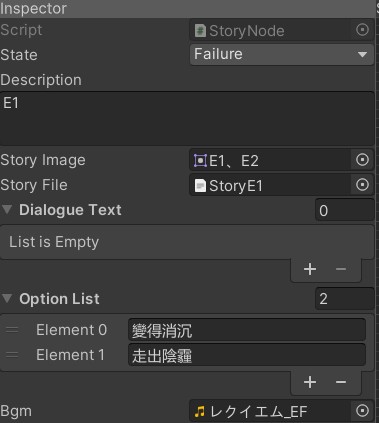 Inspector
Script StoryNode
State Failure
Description
E1
Story Image E1、E2
Story File StoryE1
Dialogue Text 0
List is Empty
+ −
Option List 2
Element 0 變得消沉
Element 1 走出陰霾
+ −
Bgm レクイエム_EF